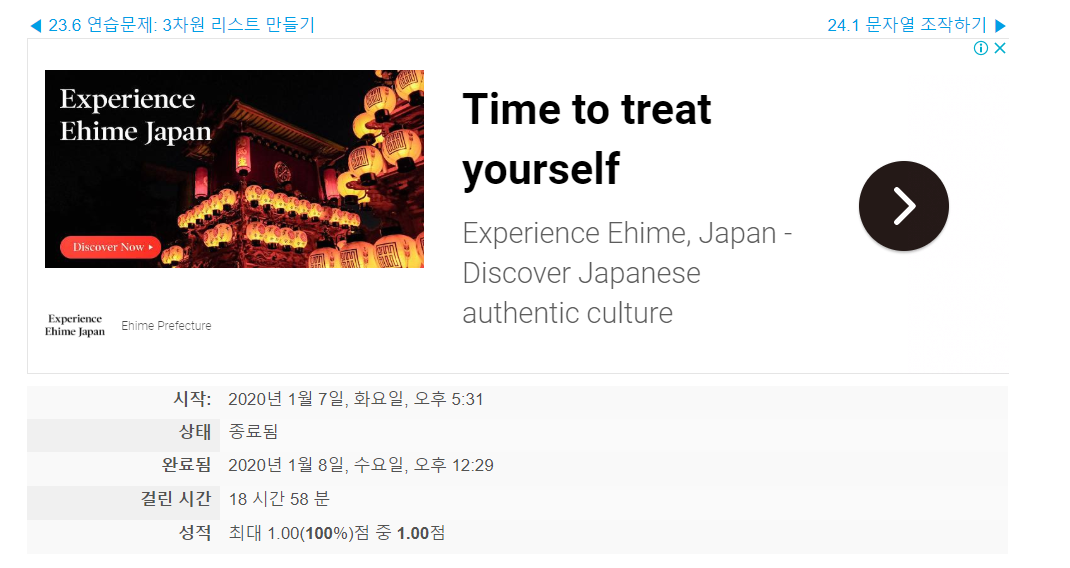 ◀ 23.6 연습문제: 3차원 리스트 만들기
24.1 문자열 조작하기 ▶
Experience
Ehime Japan
Discover Now
Time to treat
yourself
Experience Ehime, Japan -
Discover Japanese
authentic culture
Experience
Ehime Japan
Ehime Prefecture
시작: 2020년 1월 7일, 화요일, 오후 5:31
상태 종료됨
완료됨 2020년 1월 8일, 수요일, 오후 12:29
걸린 시간 18 시간 58 분
성적 최대 1.00(100%)점 중 1.00점